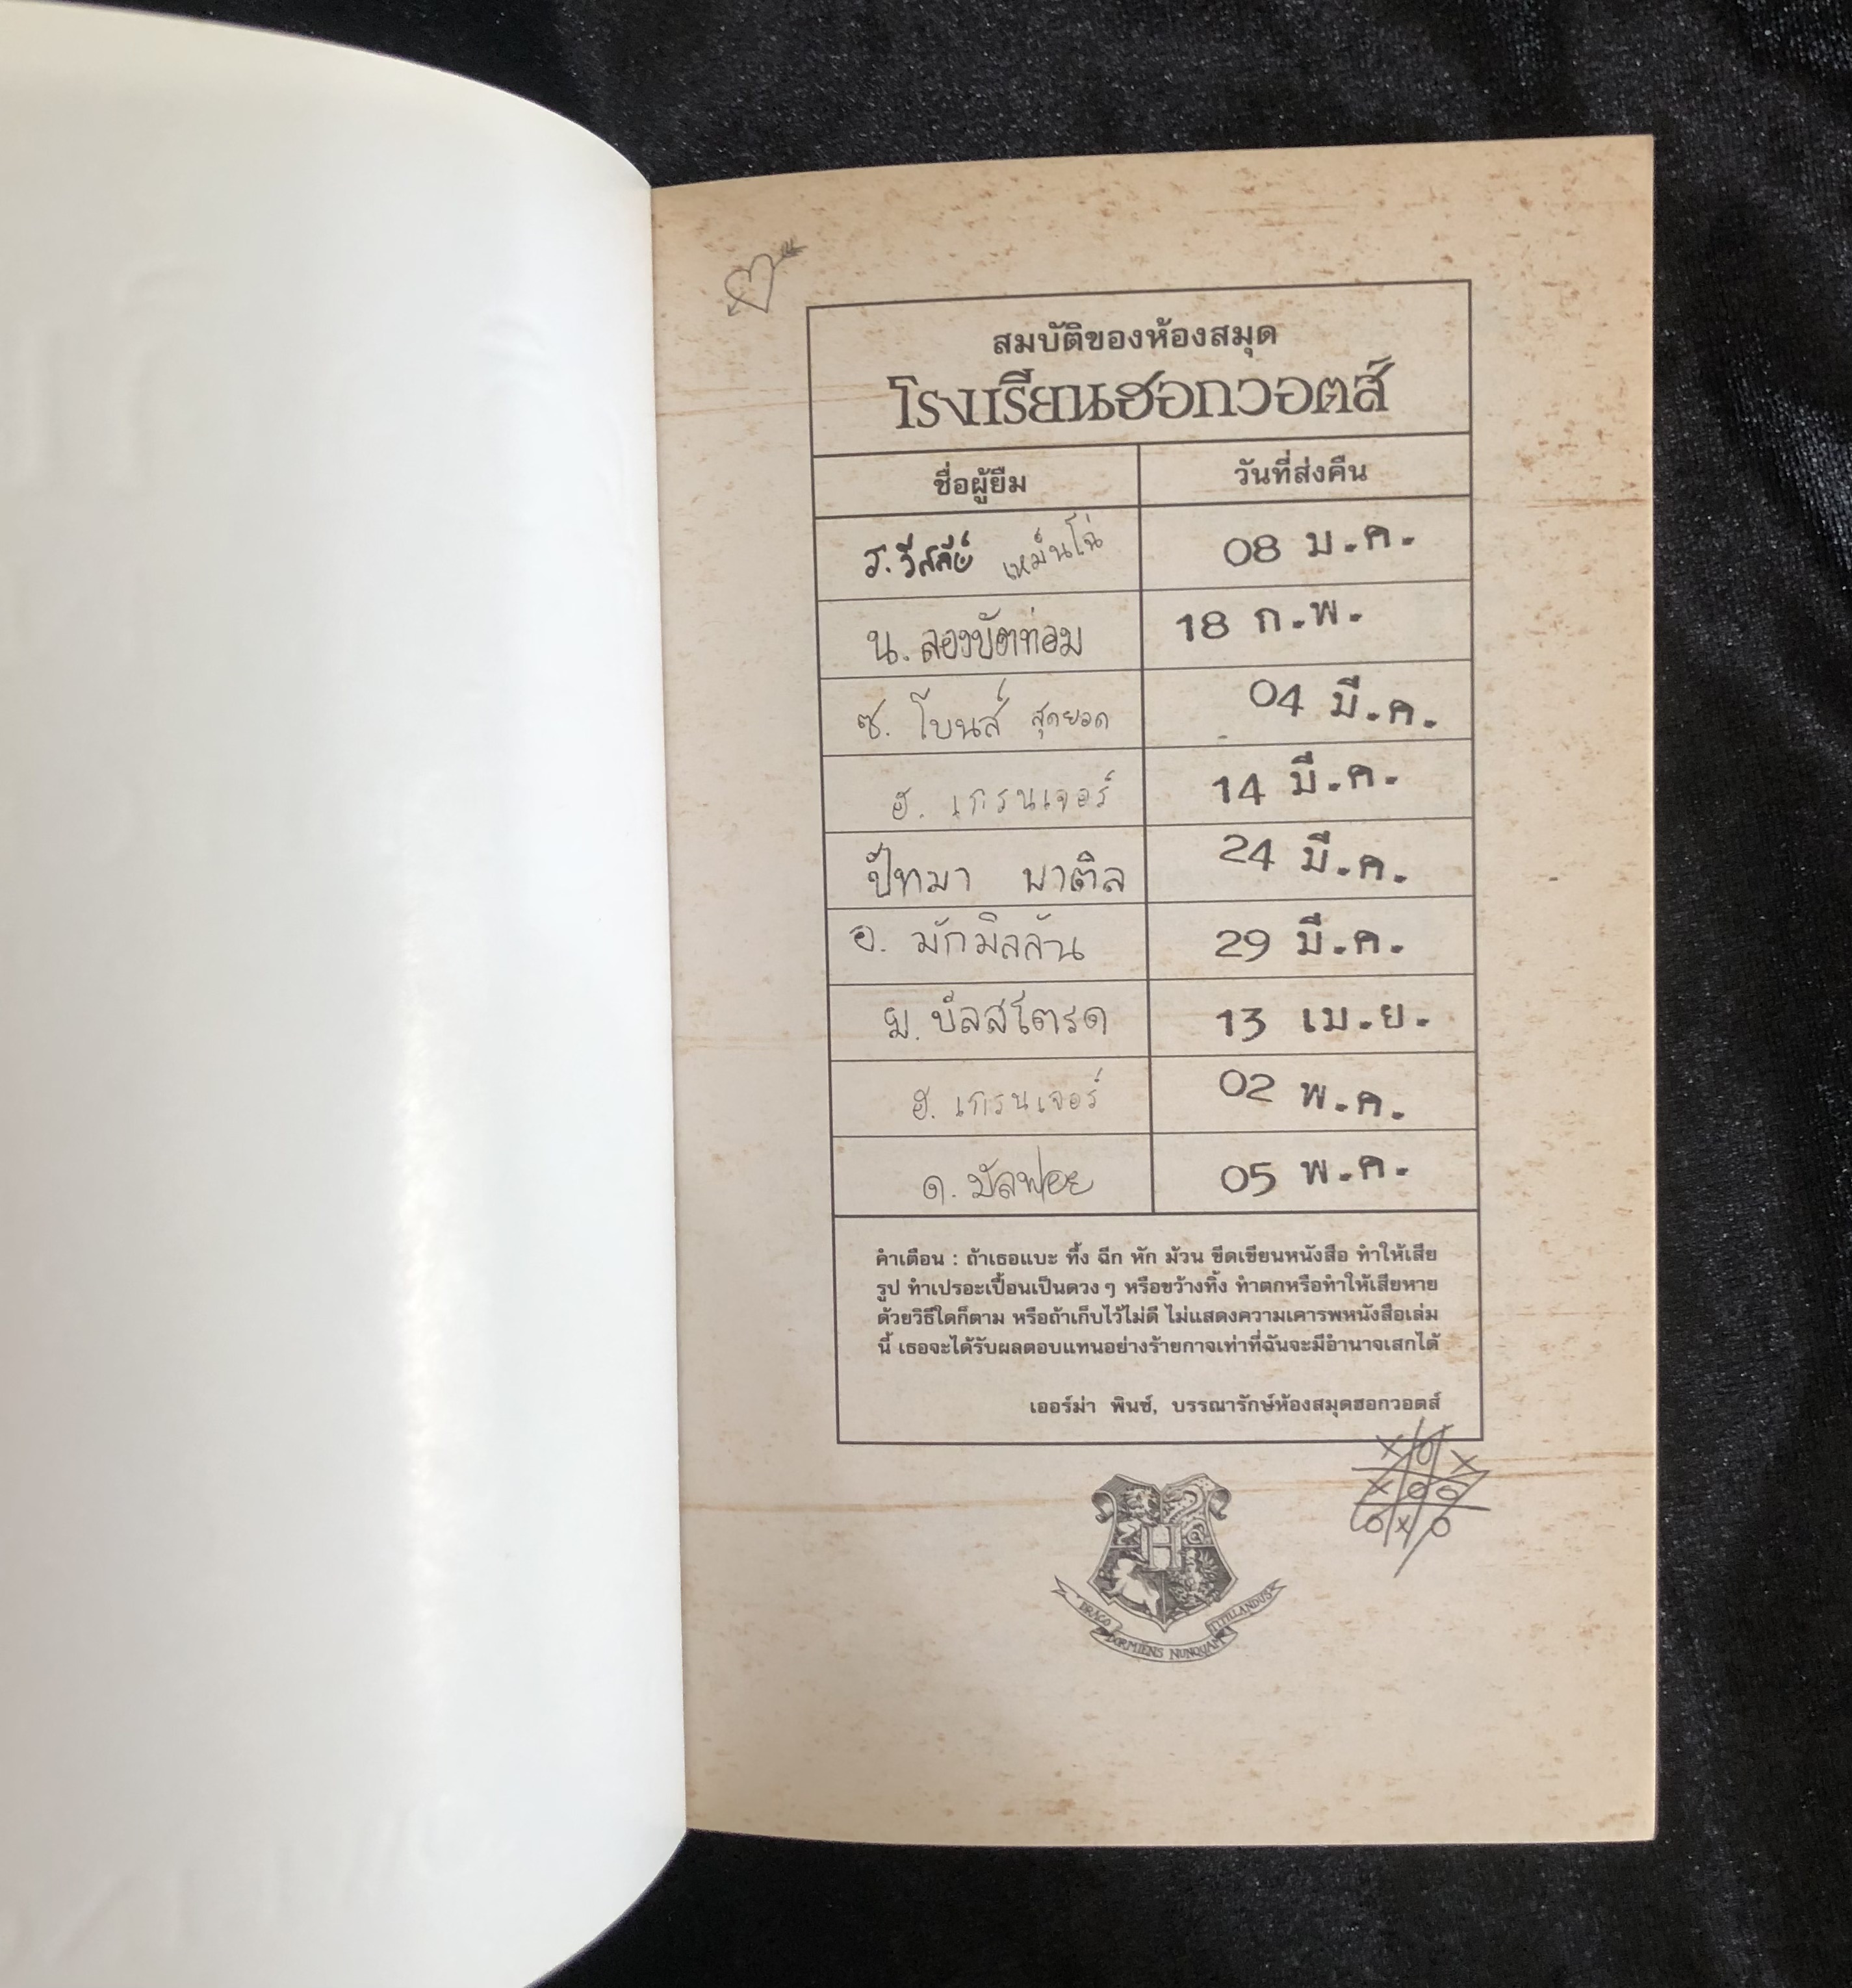 สมบัติของห้องสมุด
โรงเรียนฮอกวอตส์
ชื่อผู้ยืม วันที่ส่งคืน
ร. วีสลีย์ เหม็นโฉ่ 08 ม.ค.
น. ลองบัตท่อม 18 ก.พ.
ซ. โบนส์ สุดยอด 04 มี.ค.
ฮ. เกรนเจอร์ 14 มี.ค.
ปัทมา พาติล 24 มี.ค.
อ. มักมิลลัน 29 มี.ค.
ม. บัลสโตรด 13 เม.ย.
ฮ. เกรนเจอร์ 02 พ.ค.
ด. มัลฟอย 05 พ.ค.
คำเตือน : ถ้าเธอแบะ ทึ้ง ฉีก หัก ม้วน ขีดเขียนหนังสือ ทำให้เสีย
รูป ทำเปรอะเปื้อนเป็นดวง ๆ หรือขว้างทิ้ง ทำตกหรือทำให้เสียหาย
ด้วยวิธีใดก็ตาม หรือถ้าเก็บไว้ไม่ดี ไม่แสดงความเคารพหนังสือเล่ม
นี้ เธอจะได้รับผลตอบแทนอย่างร้ายกาจเท่าที่ฉันจะมีอำนาจเสกได้
เออร์ม่า พินซ์, บรรณารักษ์ห้องสมุดฮอกวอตส์
X O X
X O O
O X O
H
DRACO DORMIENS NUNQUAM TITILLANDUS